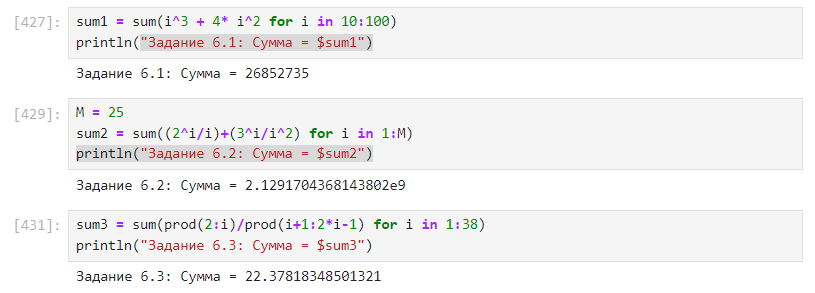 [427]:
sum1 = sum(i^3 + 4* i^2 for i in 10:100)
println("Задание 6.1: Сумма = $sum1")
Задание 6.1: Сумма = 26852735
[429]:
M = 25
sum2 = sum((2^i/i)+(3^i/i^2) for i in 1:M)
println("Задание 6.2: Сумма = $sum2")
Задание 6.2: Сумма = 2.1291704368143802e9
[431]:
sum3 = sum(prod(2:i)/prod(i+1:2*i-1) for i in 1:38)
println("Задание 6.3: Сумма = $sum3")
Задание 6.3: Сумма = 22.37818348501321